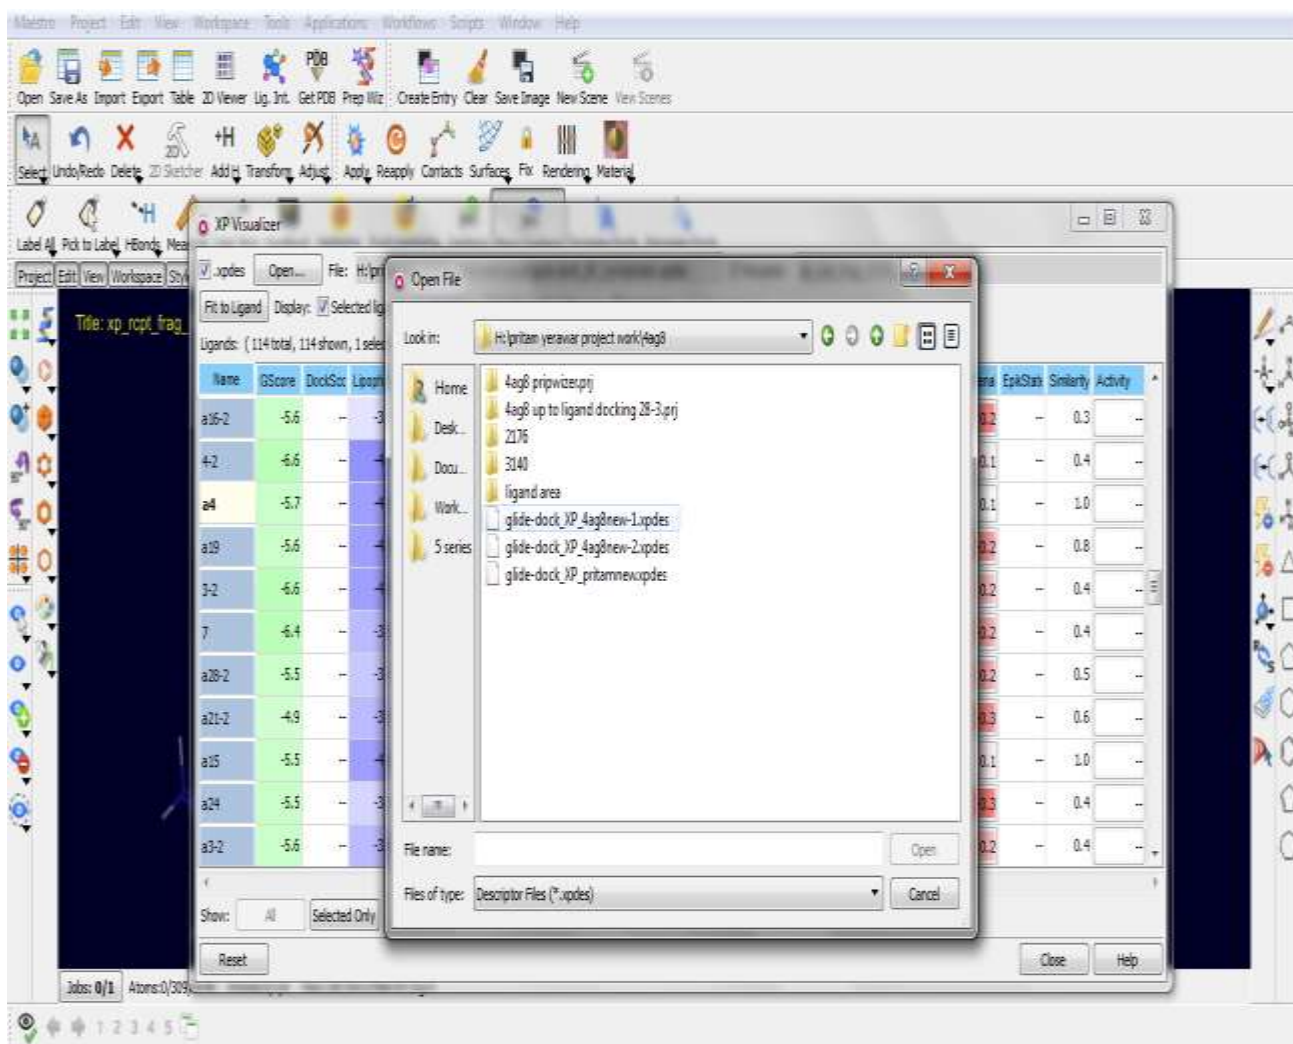 Maestro Project Edit View Workspace Tools Applications Workflows Scripts Window Help
PDB
Open Save As Import Export Table 2D Viewer Lig. Int. Get PDB Prep Wiz Create Entry Clear Save Image New Scene View Scenes
+H
Select Undo/Redo Delete 2D Sketcher Add H Transform Adjust Apply Reapply Contacts Surfaces Fix Rendering Material
Label All Pick to Label HBonds
Project Edit View Workspace
XP Visualizer
.xpdes Open... File:
Fit to Ligand Display: Selected
Ligands: (114 total, 114 shown, 1
Title: xp_rcpt_frag_
Name GScore EpikState Similarity Activity
a16-2 -5.6 -- -- 0.3 --
4-2 -6.6 -- -- 0.4 --
a4 -5.7 -- -- 1.0 --
a19 -5.6 -- -- 0.8 --
3-2 -6.6 -- -- 0.4 --
7 -6.4 -- -- 0.4 --
a28-2 -5.5 -- -- 0.5 --
a21-2 -4.9 -- -- 0.6 --
a15 -5.5 -- -- 1.0 --
a24 -5.5 -- -- 0.4 --
a3-2 -5.6 -- -- 0.4 --
Show: All Selected Only
Reset Close Help
Open File
Look in: H:\pritam yerawar project work\4ag8
Home
Desk...
Docu...
Work...
5 series
4ag8 pripwizer.prj
4ag8 up to ligand docking 28-3.prj
2176
3140
ligand area
glide-dock_XP_4ag8new-1.xpdes
glide-dock_XP_4ag8new-2.xpdes
glide-dock_XP_pritamnew.xpdes
File name: Open
Files of type: Descriptor Files (*.xpdes) Cancel
Jobs: 0/1 Atoms:0/309
1 2 3 4 5